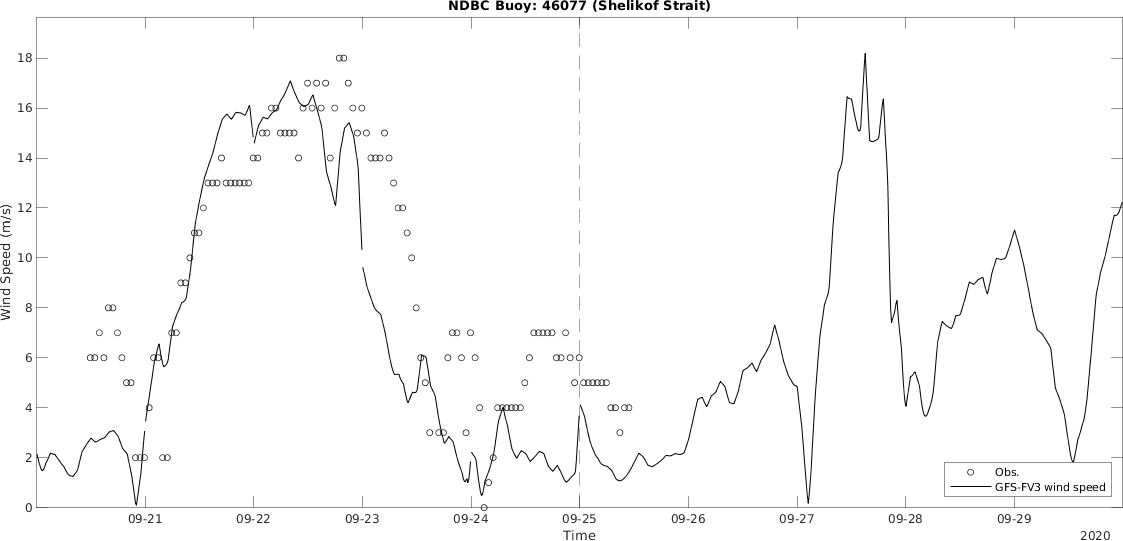 NDBC Buoy: 46077 (Shelikof Strait)
Wind Speed (m/s)
18
16
14
12
10
8
6
4
2
0
Obs.
GFS-FV3 wind speed
09-21 09-22 09-23 09-24 09-25 09-26 09-27 09-28 09-29
Time
2020